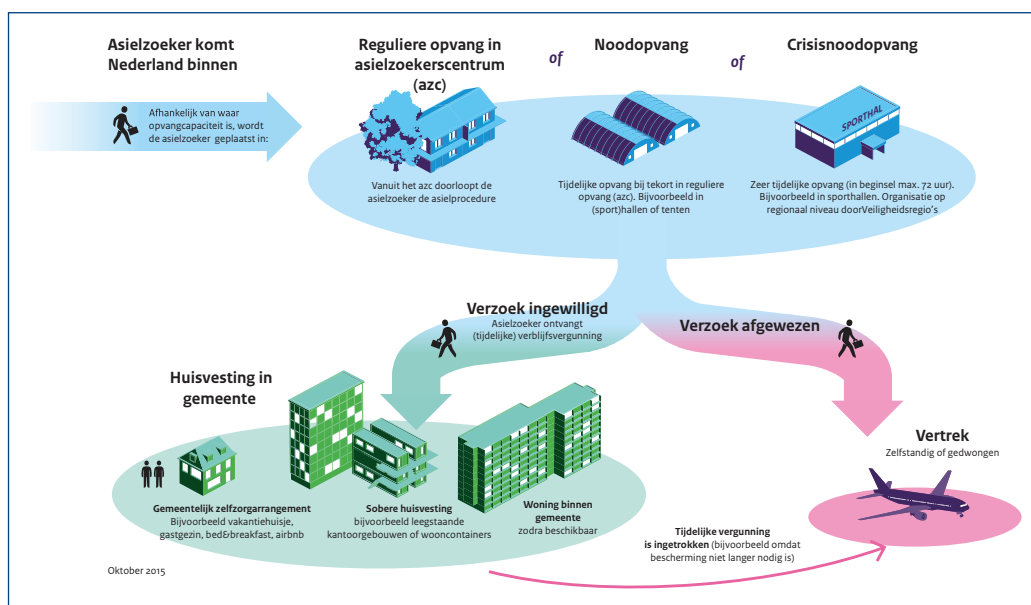 Asielzoeker komt
Nederland binnen
Afhankelijk van waar
opvangcapaciteit is, wordt
de asielzoeker geplaatst in:
Reguliere opvang in
asielzoekerscentrum
(azc)
of
Noodopvang
of
Crisisnoodopvang
SPORTHAL
Vanuit het azc doorloopt de
asielzoeker de asielprocedure
Tijdelijke opvang bij tekort in reguliere
opvang (azc). Bijvoorbeeld in
(sport)hallen of tenten
Zeer tijdelijke opvang (in beginsel max. 72 uur).
Bijvoorbeeld in sporthallen. Organisatie op
regionaal niveau doorVeiligheidsregio's
Verzoek ingewilligd
Asielzoeker ontvangt
(tijdelijke) verblijfsvergunning
Verzoek afgewezen
Huisvesting in
gemeente
Gemeentelijk zelfzorgarrangement
Bijvoorbeeld vakantiehuisje,
gastgezin, bed&breakfast, airbnb
Sobere huisvesting
bijvoorbeeld leegstaande
kantoorgebouwen of wooncontainers
Woning binnen
gemeente
zodra beschikbaar
Vertrek
Zelfstandig of gedwongen
Tijdelijke vergunning
is ingetrokken (bijvoorbeeld omdat
bescherming niet langer nodig is)
Oktober 2015